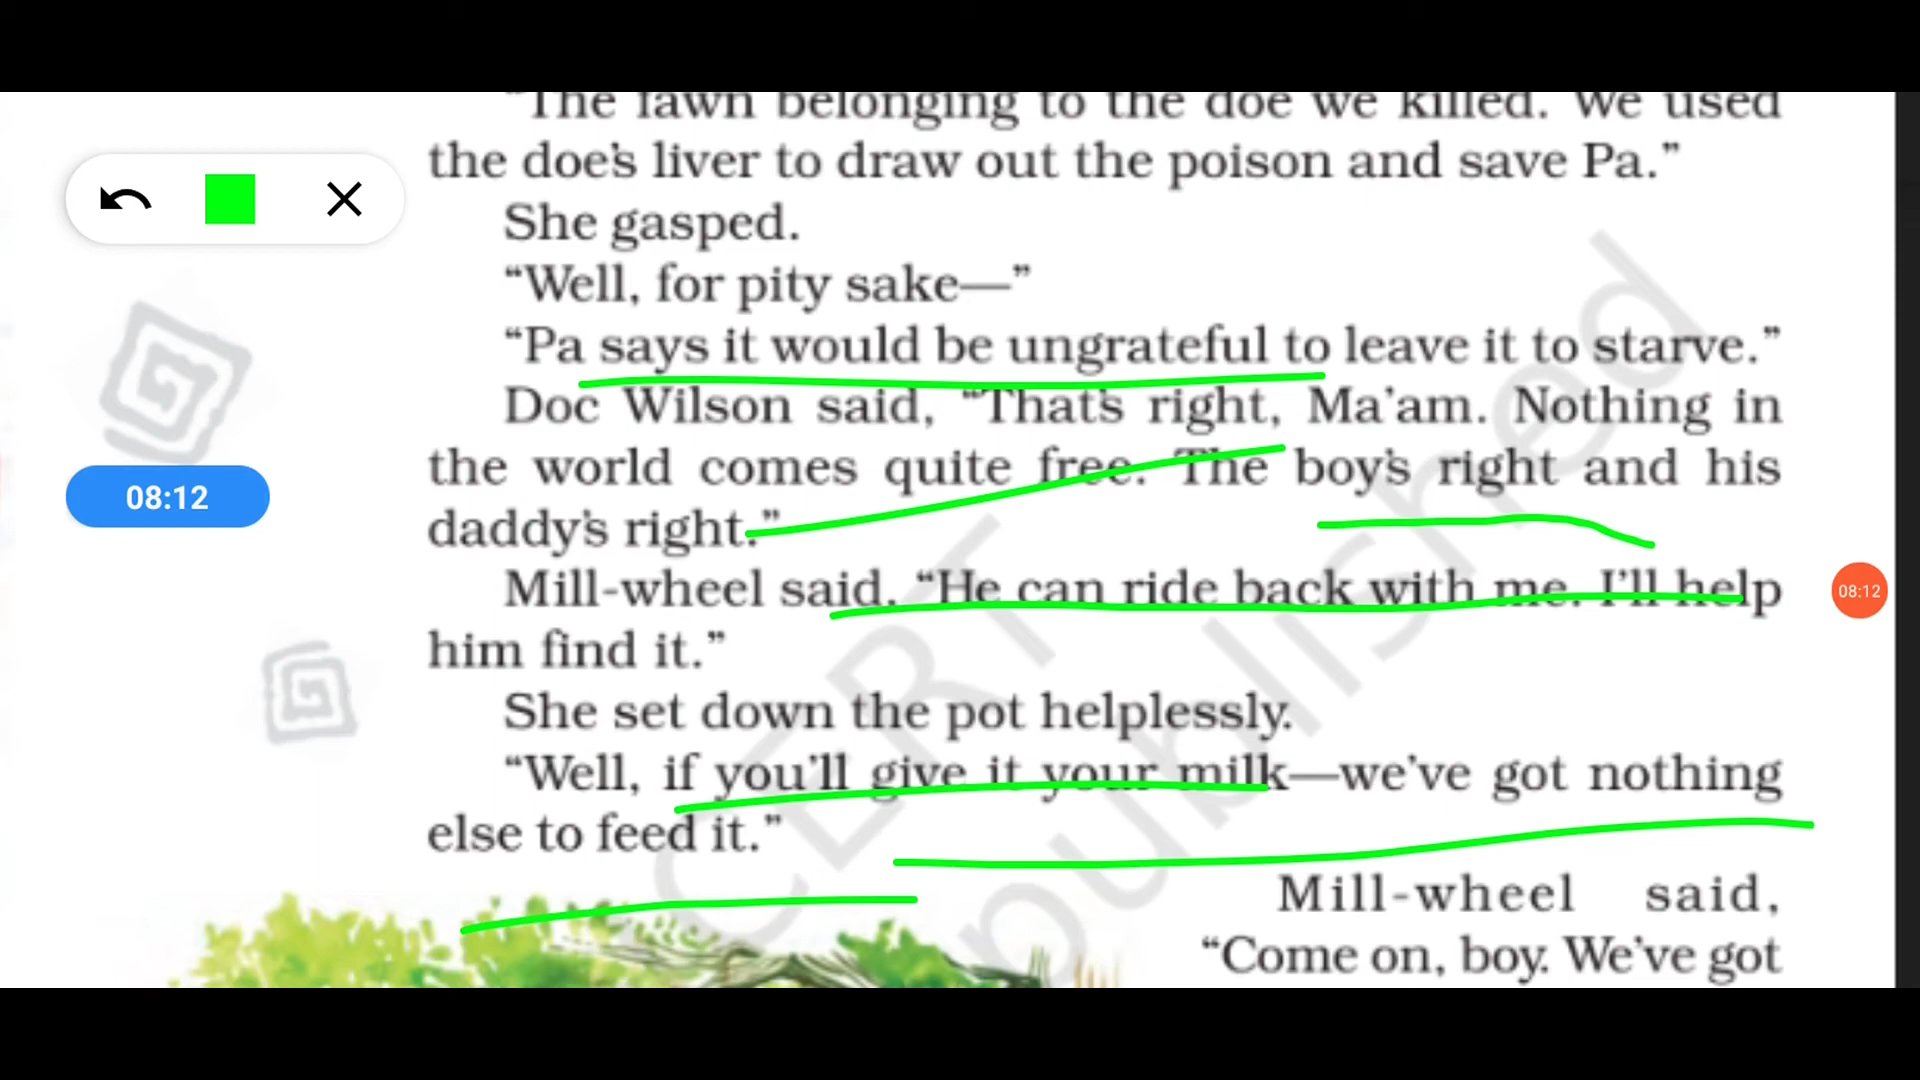 "The fawn belonging to the doe we killed. We used
the doe's liver to draw out the poison and save Pa."
She gasped.
"Well, for pity sake—"
"Pa says it would be ungrateful to leave it to starve."
Doc Wilson said, "That's right, Ma'am. Nothing in
the world comes quite free. The boy's right and his
daddy's right."
08:12
Mill-wheel said, "He can ride back with me. I'll help
08:12
him find it."
She set down the pot helplessly.
"Well, if you'll give it your milk—we've got nothing
else to feed it."
Mill-wheel said,
"Come on, boy. We've got
CERT
published